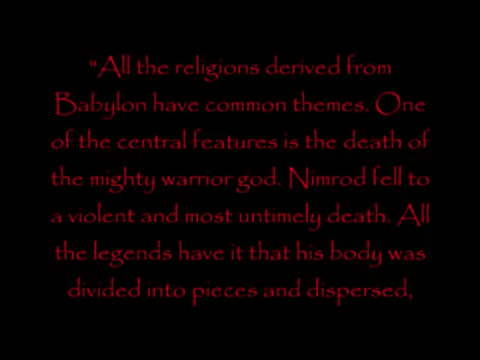 "All the religions derived from
Babylon have common themes. One
of the central features is the death of
the mighty warrior god. Nimrod fell to
a violent and most untimely death. All
the legends have it that his body was
divided into pieces and dispersed,